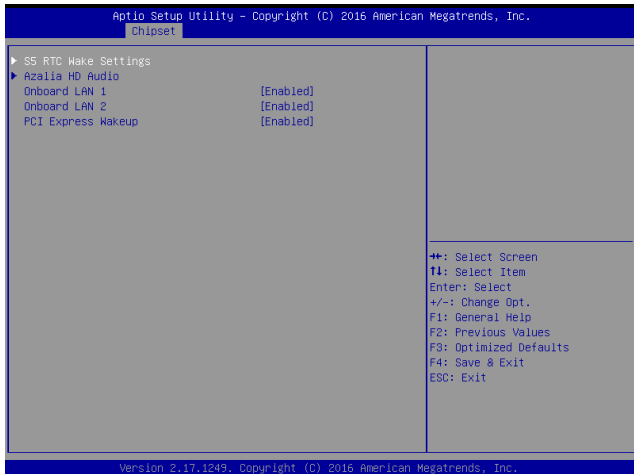 Aptio Setup Utility – Copyright (C) 2016 American Megatrends, Inc.
Chipset
S5 RTC Wake Settings
Azalia HD Audio
Onboard LAN 1 [Enabled]
Onboard LAN 2 [Enabled]
PCI Express Wakeup [Enabled]
→←: Select Screen
↑↓: Select Item
Enter: Select
+/-: Change Opt.
F1: General Help
F2: Previous Values
F3: Optimized Defaults
F4: Save & Exit
ESC: Exit
Version 2.17.1249. Copyright (C) 2016 American Megatrends, Inc.